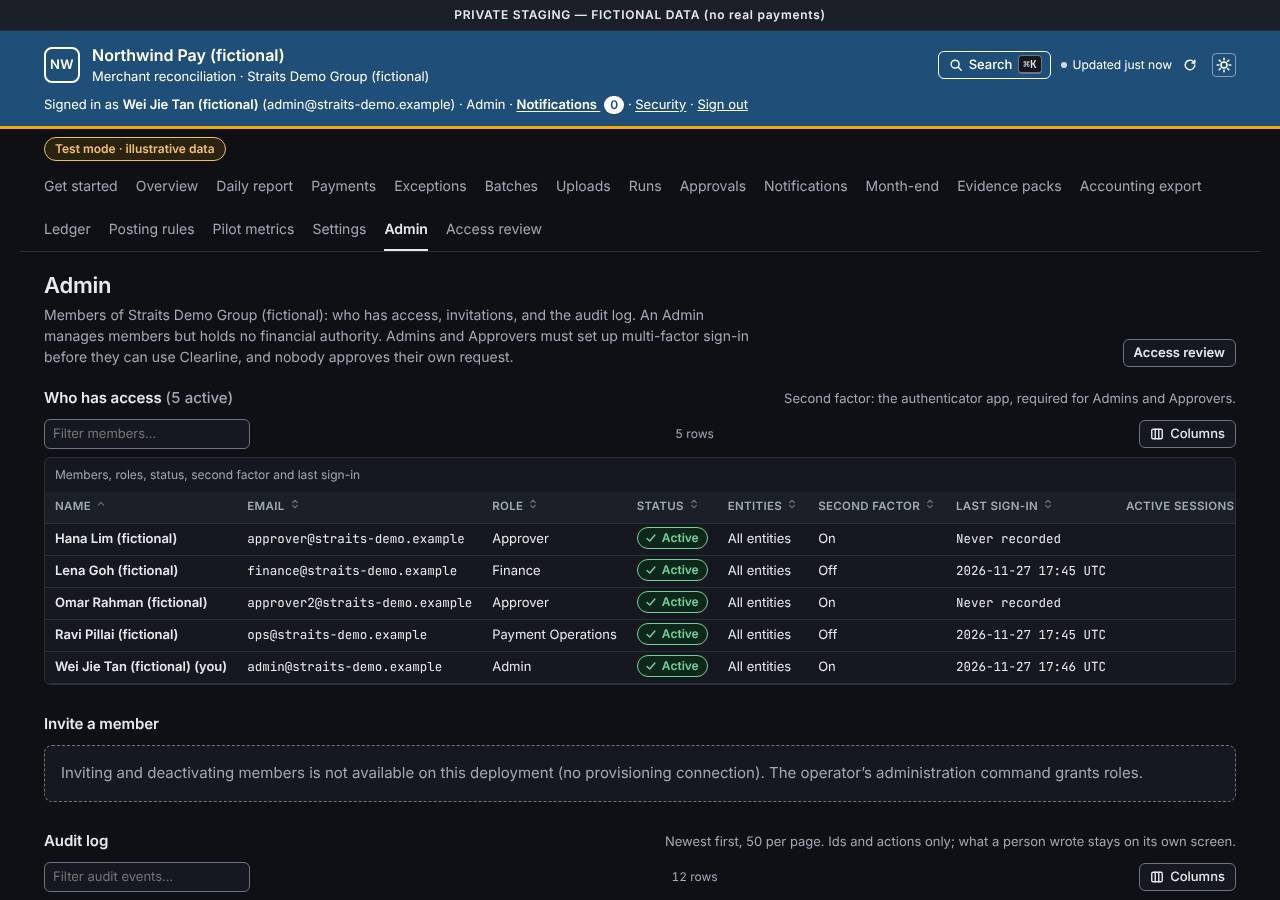 PRIVATE STAGING — FICTIONAL DATA (no real payments)
NW
Northwind Pay (fictional)
Merchant reconciliation · Straits Demo Group (fictional)
Search ⌘K
Updated just now
Signed in as Wei Jie Tan (fictional) (admin@straits-demo.example) · Admin · Notifications 0 · Security · Sign out
Test mode · illustrative data
Get started Overview Daily report Payments Exceptions Batches Uploads Runs Approvals Notifications Month-end Evidence packs Accounting export
Ledger Posting rules Pilot metrics Settings Admin Access review
Admin
Members of Straits Demo Group (fictional): who has access, invitations, and the audit log. An Admin
manages members but holds no financial authority. Admins and Approvers must set up multi-factor sign-in
before they can use Clearline, and nobody approves their own request.
Access review
Who has access (5 active)
Second factor: the authenticator app, required for Admins and Approvers.
Filter members...
5 rows
Columns
Members, roles, status, second factor and last sign-in
NAME EMAIL ROLE STATUS ENTITIES SECOND FACTOR LAST SIGN-IN ACTIVE SESSIONS
Hana Lim (fictional) approver@straits-demo.example Approver Active All entities On Never recorded
Lena Goh (fictional) finance@straits-demo.example Finance Active All entities Off 2026-11-27 17:45 UTC
Omar Rahman (fictional) approver2@straits-demo.example Approver Active All entities On Never recorded
Ravi Pillai (fictional) ops@straits-demo.example Payment Operations Active All entities Off 2026-11-27 17:45 UTC
Wei Jie Tan (fictional) (you) admin@straits-demo.example Admin Active All entities On 2026-11-27 17:46 UTC
Invite a member
Inviting and deactivating members is not available on this deployment (no provisioning connection). The operator’s administration command grants roles.
Audit log
Newest first, 50 per page. Ids and actions only; what a person wrote stays on its own screen.
Filter audit events...
12 rows
Columns